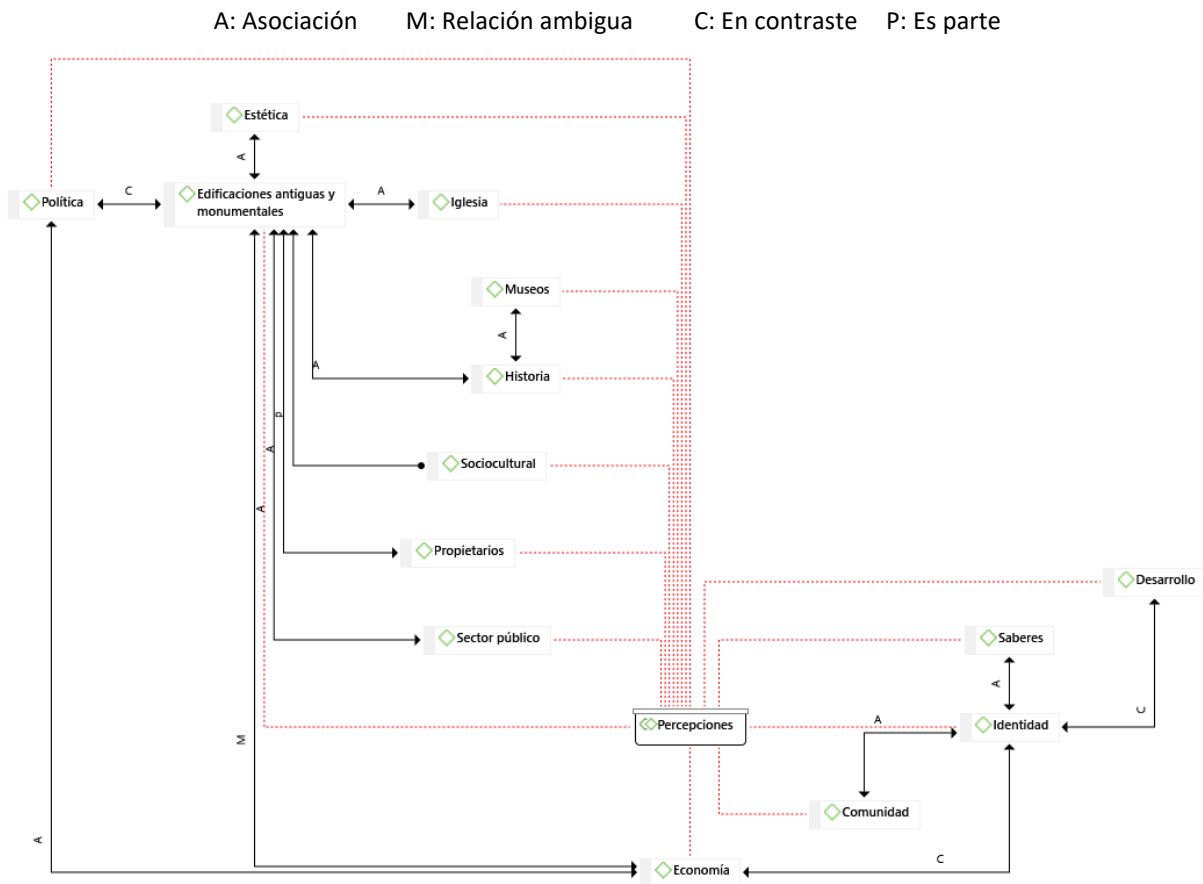 A: Asociación M: Relación ambigua C: En contraste P: Es parte
Estética
A
Política
C
Edificaciones antiguas y
monumentales
A
Iglesia
Museos
A
A
Historia
P
A
Sociocultural
A
Propietarios
Desarrollo
Sector público
Saberes
A
C
M
Percepciones
A
Identidad
Comunidad
A
C
Economía